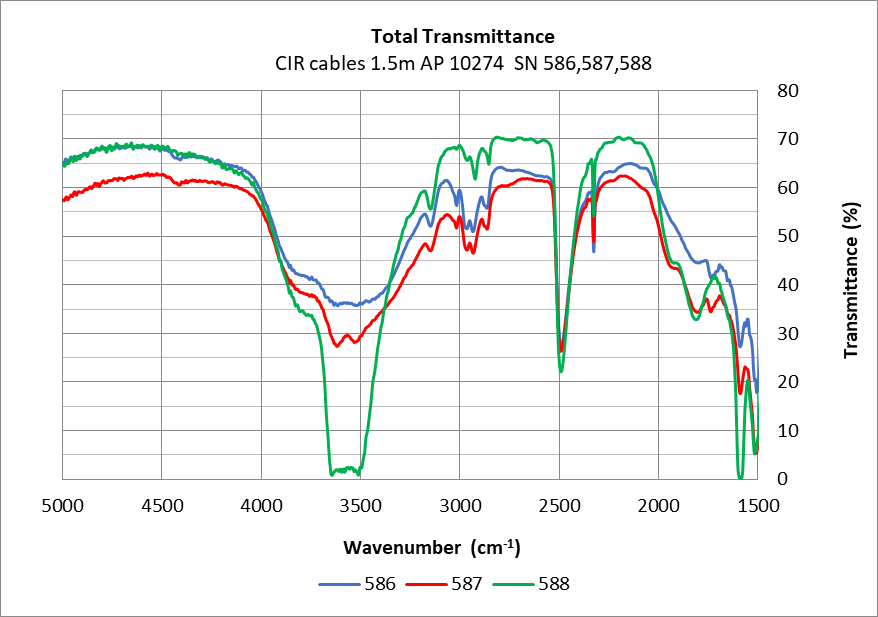 Total Transmittance
CIR cables 1.5m AP 10274  SN 586,587,588
80
70
60
50
40
30
20
10
0
Transmittance (%)
5000 4500 4000 3500 3000 2500 2000 1500
Wavenumber (cm-1)
586 587 588